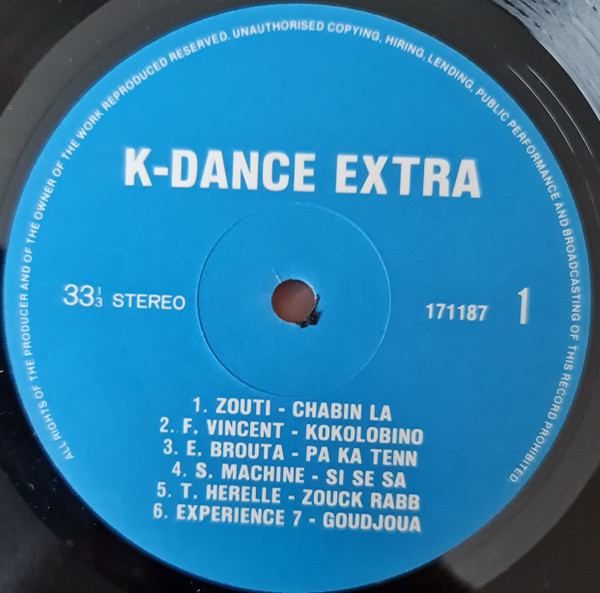 ALL RIGHTS OF THE PRODUCER AND OF THE OWNER OF THE WORK REPRODUCED RESERVED. UNAUTHORISED COPYING, HIRING, LENDING, PUBLIC PERFORMANCE AND BROADCASTING OF THIS RECORD PROHIBITED.
K-DANCE EXTRA
33⅓ STEREO
171187 1
1. ZOUTI - CHABIN LA
2. F. VINCENT - KOKOLOBINO
3. E. BROUTA - PA KA TENN
4. S. MACHINE - SI SE SA
5. T. HERELLE - ZOUCK RABB
6. EXPERIENCE 7 - GOUDJOUA